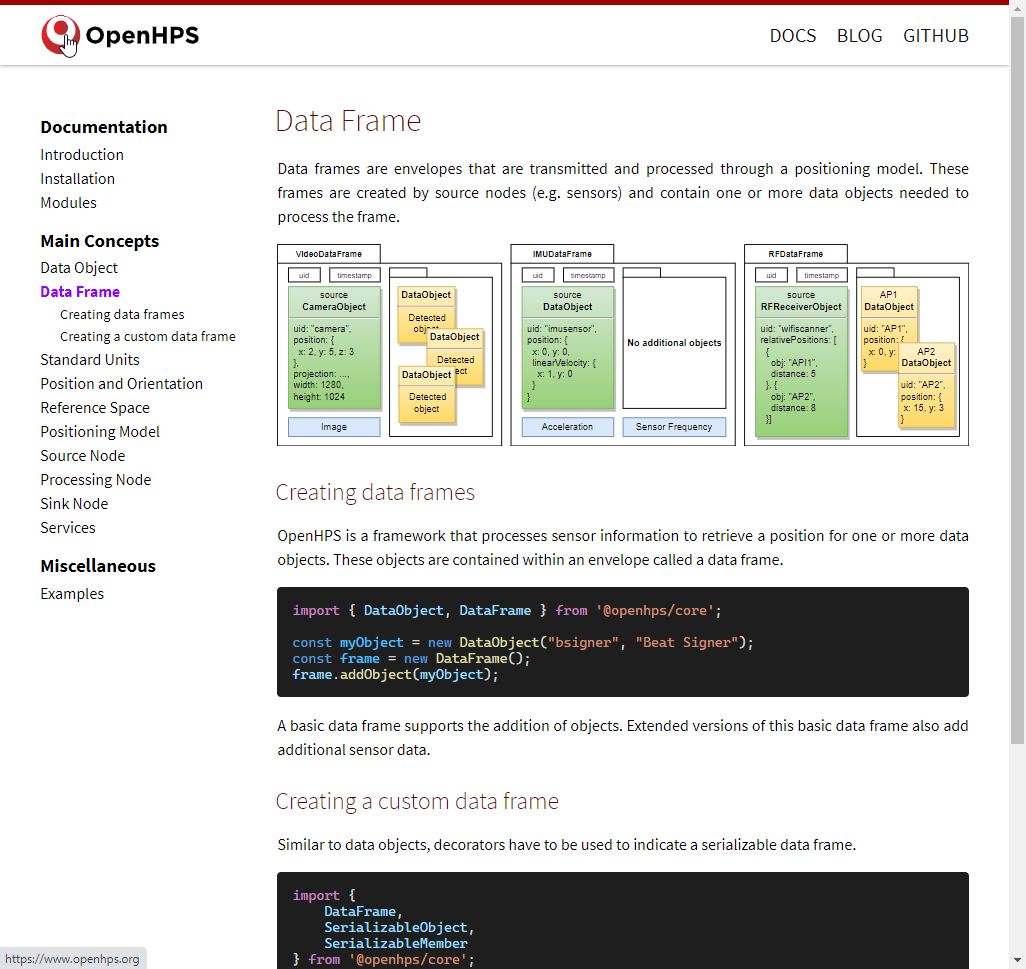 OpenHPS
DOCS BLOG GITHUB
Documentation
Introduction
Installation
Modules
Main Concepts
Data Object
Data Frame
Creating data frames
Creating a custom data frame
Standard Units
Position and Orientation
Reference Space
Positioning Model
Source Node
Processing Node
Sink Node
Services
Miscellaneous
Examples
Data Frame
Data frames are envelopes that are transmitted and processed through a positioning model. These
frames are created by source nodes (e.g. sensors) and contain one or more data objects needed to
process the frame.
VideoDataFrame
uid timestamp
source
CameraObject
uid: "camera",
position: {
x: 2, y: 5, z: 3
},
projection: ...,
width: 1280,
height: 1024
Image
DataObject
Detected
object
DataObject
Detected
ect
DataObject
Detected
object
IMUDataFrame
uid timestamp
source
DataObject
uid: "imusensor",
position: {
x: 0, y: 0,
linearVelocity: {
x: 1, y: 0
}
}
No additional objects
Acceleration
Sensor Frequency
RFDataFrame
uid timestamp
source
RFReceiverObject
uid: "wifiscanner",
relativePositions: [
{
obj: "API1",
distance: 5
}, {
obj: "AP2",
distance: 8
}]
AP1
DataObject
uid: "AP1",
position: {
x: 0, y:
}
AP2
DataObject
uid: "AP2",
position: {
x: 15, y: 3
}
Creating data frames
OpenHPS is a framework that processes sensor information to retrieve a position for one or more data
objects. These objects are contained within an envelope called a data frame.
import { DataObject, DataFrame } from '@openhps/core';
const myObject = new DataObject("bsigner", "Beat Signer");
const frame = new DataFrame();
frame.addObject(myObject);
A basic data frame supports the addition of objects. Extended versions of this basic data frame also add
additional sensor data.
Creating a custom data frame
Similar to data objects, decorators have to be used to indicate a serializable data frame.
import {
DataFrame,
SerializableObject,
SerializableMember
} from '@openhps/core';
https://www.openhps.org